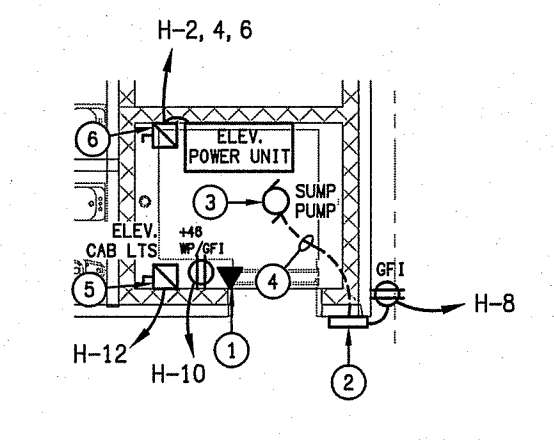 H-2, 4, 6
6
ELEV.
POWER UNIT
3
SUMP
PUMP
ELEV.
CAB LTS
+48
WP/GFI
5
4
GFI
H-8
H-12
H-10
1
2